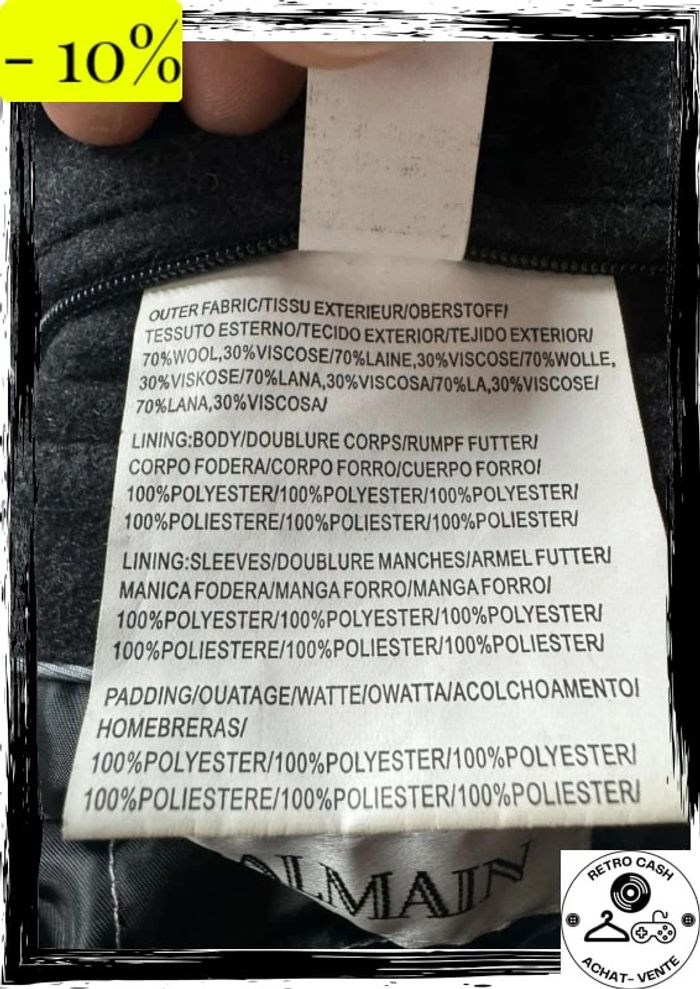 - 10%
OUTER FABRIC/TISSU EXTERIEUR/OBERSTOFF/
TESSUTO ESTERNO/TECIDO EXTERIOR/TEJIDO EXTERIOR/
70%WOOL,30%VISCOSE/70%LAINE,30%VISCOSE/70%WOLLE,
30%VISKOSE/70%LANA,30%VISCOSA/70%LA,30%VISCOSE/
70%LANA,30%VISCOSA/
LINING:BODY/DOUBLURE CORPS/RUMPF FUTTER/
CORPO FODERA/CORPO FORRO/CUERPO FORRO/
100%POLYESTER/100%POLYESTER/100%POLYESTER/
100%POLIESTERE/100%POLIESTER/100%POLIESTER/
LINING:SLEEVES/DOUBLURE MANCHES/ARMEL FUTTER/
MANICA FODERA/MANGA FORRO/MANGA FORRO/
100%POLYESTER/100%POLYESTER/100%POLYESTER/
100%POLIESTERE/100%POLIESTER/100%POLIESTER/
PADDING/OUATAGE/WATTE/OWATTA/ACOLCHOAMENTO/
HOMEBRERAS/
100%POLYESTER/100%POLYESTER/100%POLYESTER/
100%POLIESTERE/100%POLIESTER/100%POLIESTER/
ALMAIN
RETRO CASH
ACHAT-VENTE